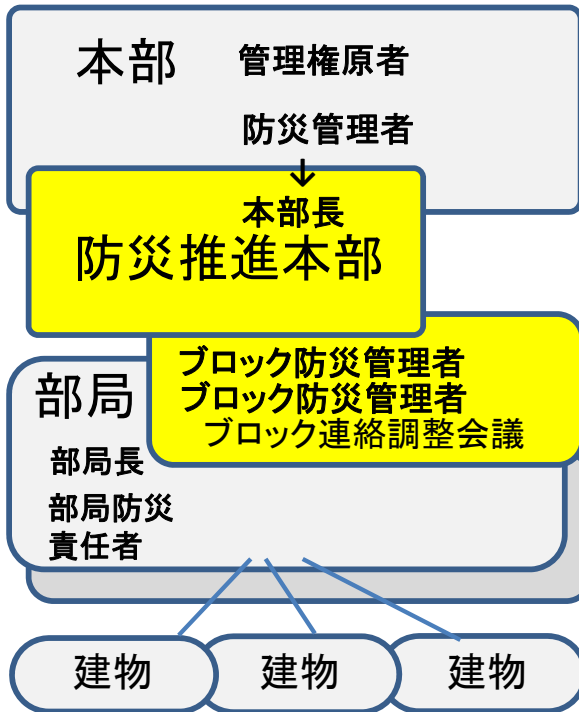 本部 管理権原者
防災管理者
↓
本部長
防災推進本部
ブロック防災管理者
ブロック防災管理者
ブロック連絡調整会議
部局
部局長
部局防災
責任者
建物 建物 建物